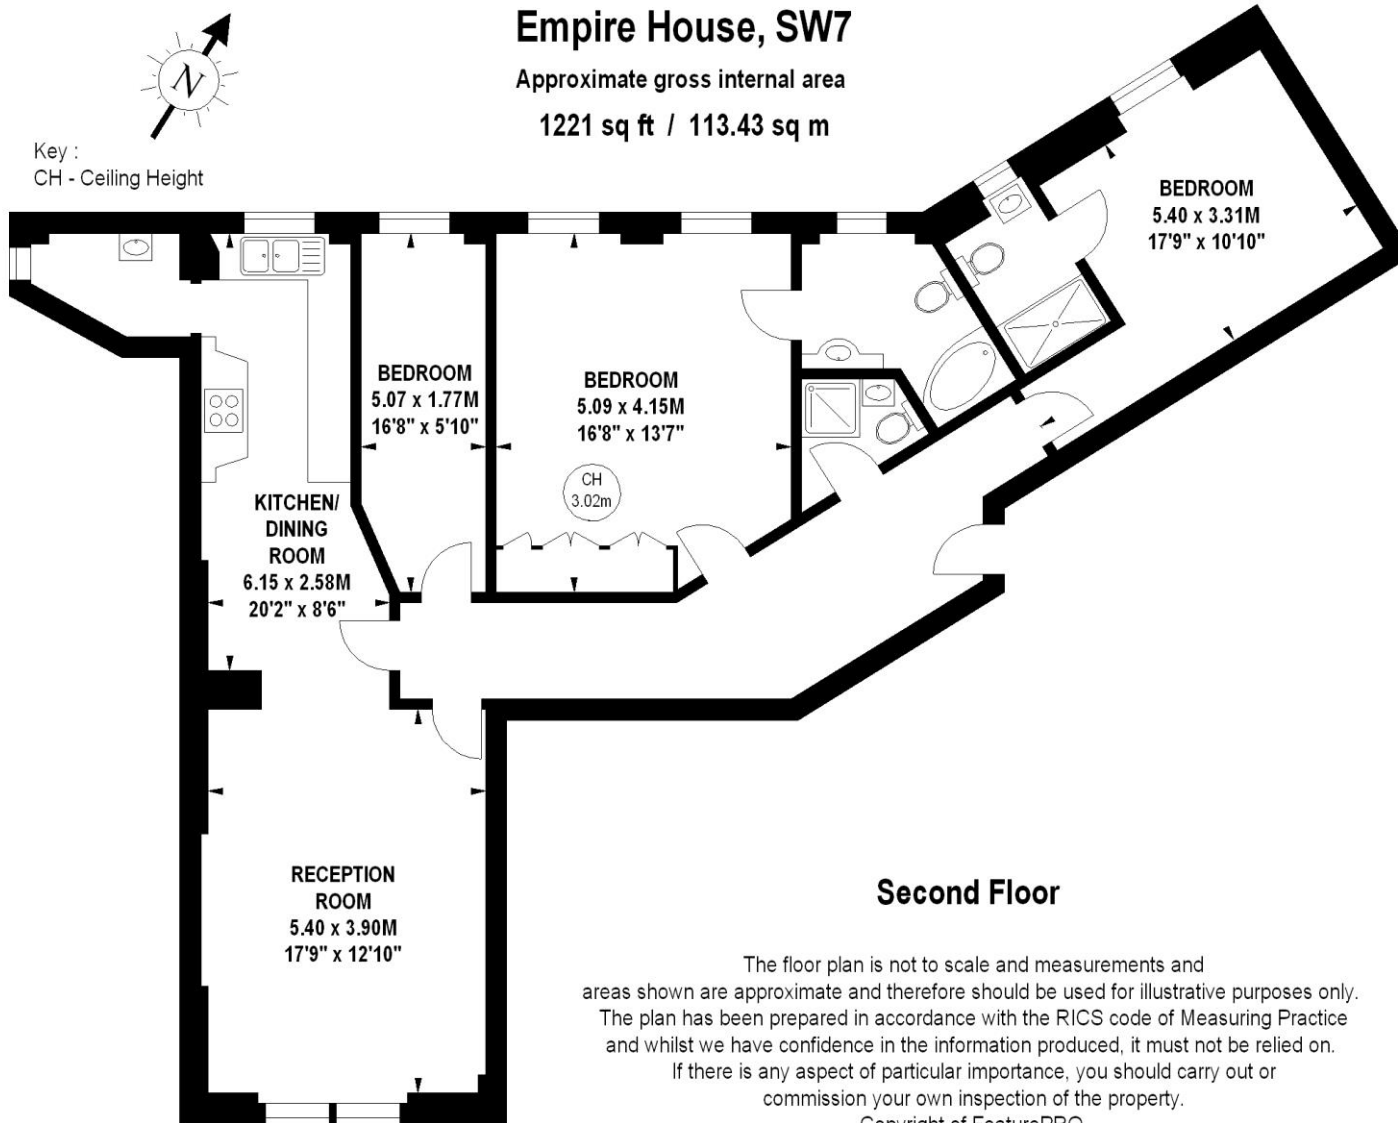 Empire House, SW7
Approximate gross internal area
1221 sq ft / 113.43 sq m
N
Key :
CH - Ceiling Height
BEDROOM
5.40 x 3.31M
17'9" x 10'10"
BEDROOM
5.07 x 1.77M
16'8" x 5'10"
BEDROOM
5.09 x 4.15M
16'8" x 13'7"
CH
3.02m
KITCHEN/
DINING
ROOM
6.15 x 2.58M
20'2" x 8'6"
RECEPTION
ROOM
5.40 x 3.90M
17'9" x 12'10"
Second Floor
The floor plan is not to scale and measurements and
areas shown are approximate and therefore should be used for illustrative purposes only.
The plan has been prepared in accordance with the RICS code of Measuring Practice
and whilst we have confidence in the information produced, it must not be relied on.
If there is any aspect of particular importance, you should carry out or
commission your own inspection of the property.
Copyright of FeaturePRO